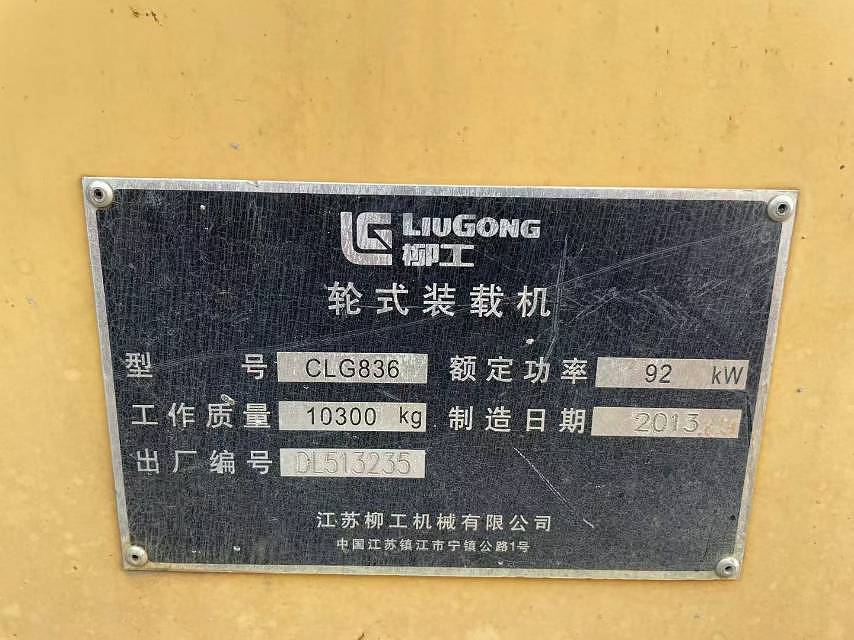 LG LIUGONG
柳工
轮式装载机
型号 CLG836 额定功率 92 kW
工作质量 10300 kg 制造日期 2013
出厂编号 DL513235
江苏柳工机械有限公司
中国江苏镇江市宁镇公路1号